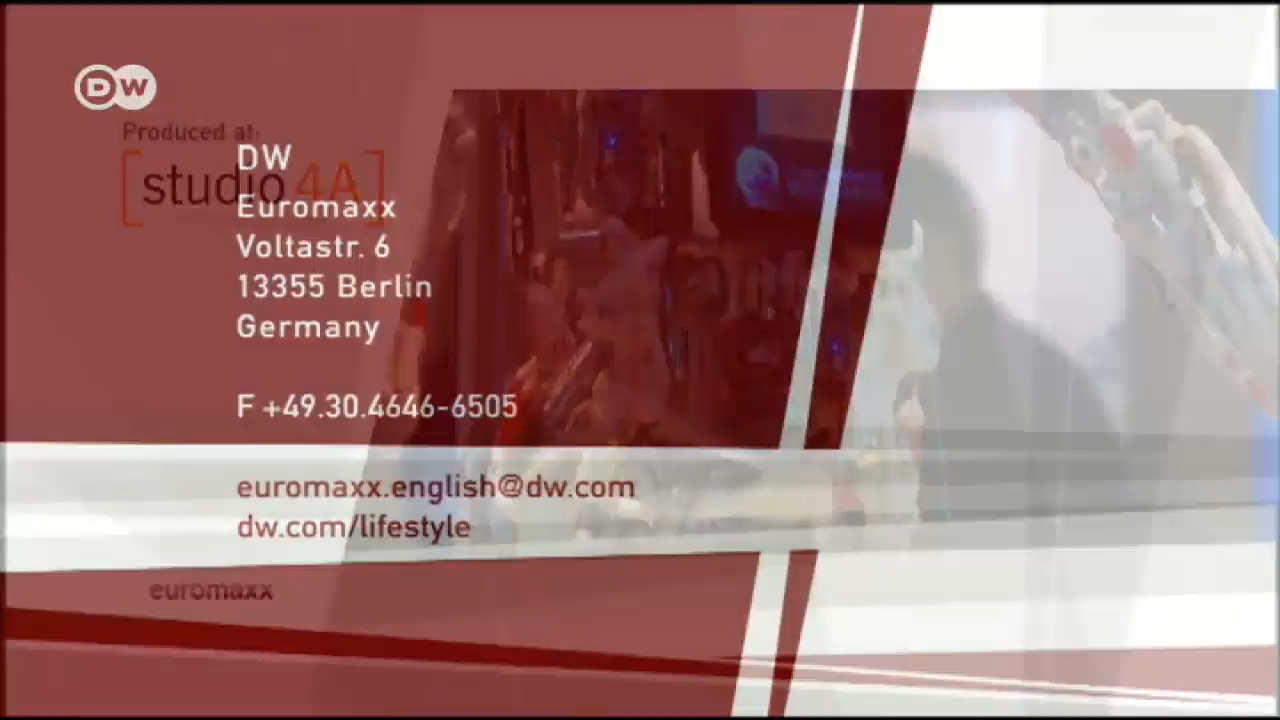 DW
Produced at:
[studio 4A]
DW
Euromaxx
Voltastr. 6
13355 Berlin
Germany
F +49.30.4646-6505
euromaxx.english@dw.com
dw.com/lifestyle
euromaxx